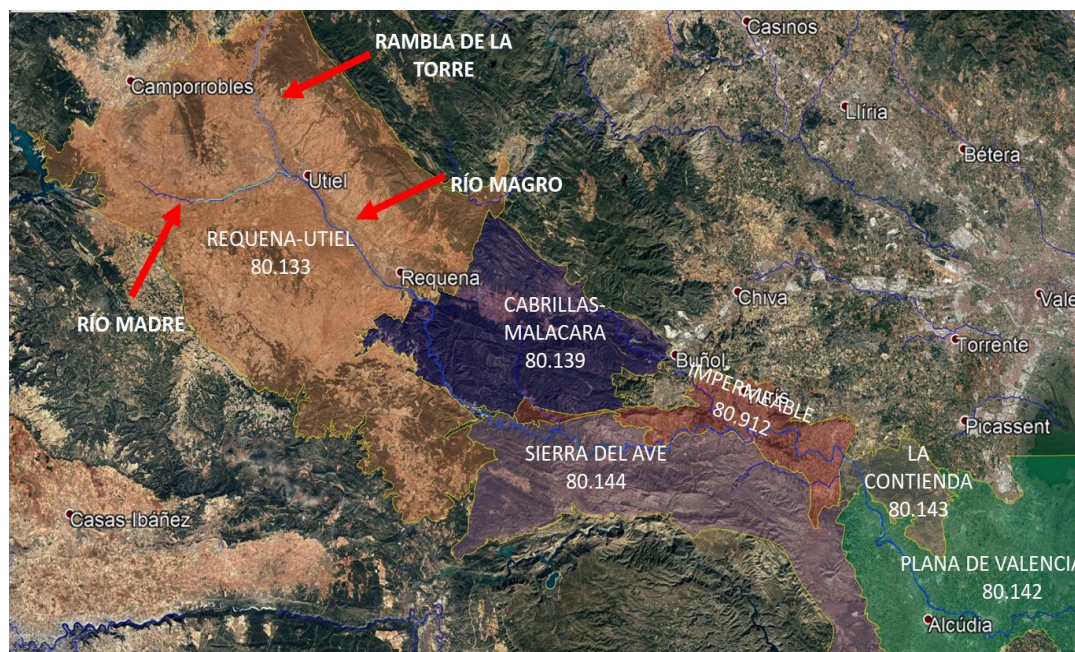 Casinos
RAMBLA DE LA
TORRE
Camporrobles
Llíria
Bétera
Utiel
RÍO MAGRO
REQUENA-UTIEL
80.133
Requena
RÍO MADRE
CABRILLAS-
MALACARA
80.139
Chiva
Vale
Torrente
Buñol
IMPERMEABLE
80.912
Picassent
SIERRA DEL AVE
80.144
LA
CONTIENDA
80.143
Casas-Ibáñez
PLANA DE VALENCIA
80.142
Alcúdia